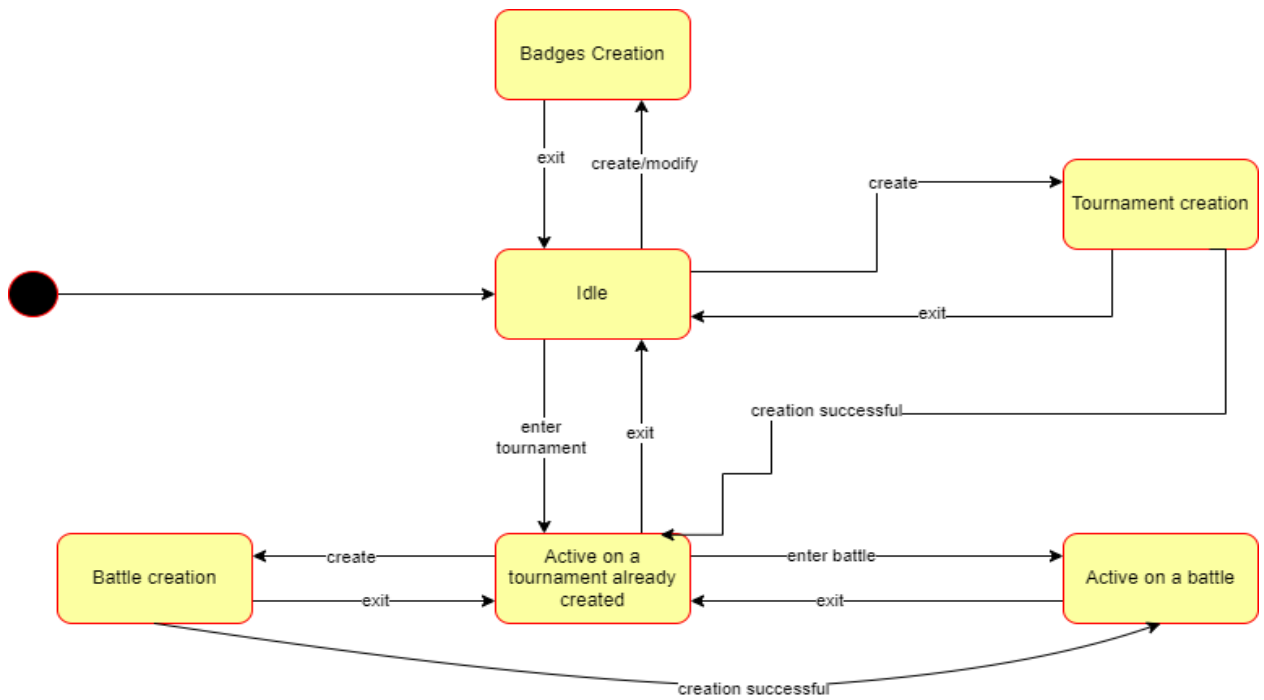 Badges Creation
exit
create/modify
create
Tournament creation
Idle
exit
creation successful
enter
tournament
exit
Battle creation
create
exit
Active on a
tournament already
created
enter battle
exit
Active on a battle
creation successful